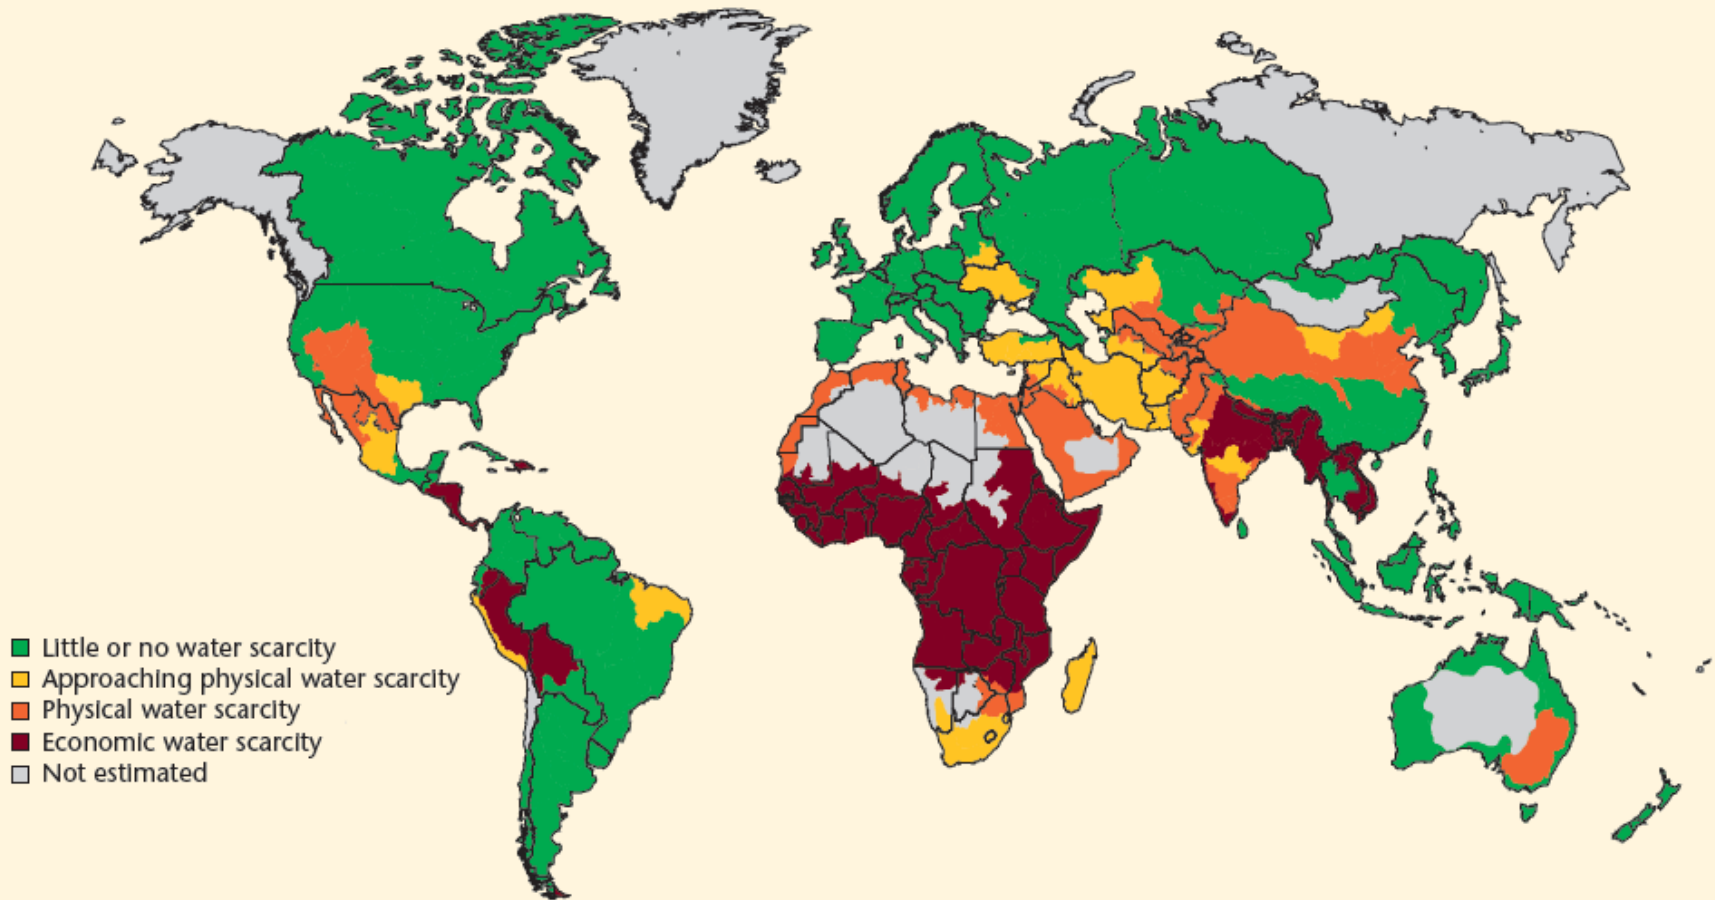 Little or no water scarcity
Approaching physical water scarcity
Physical water scarcity
Economic water scarcity
Not estimated